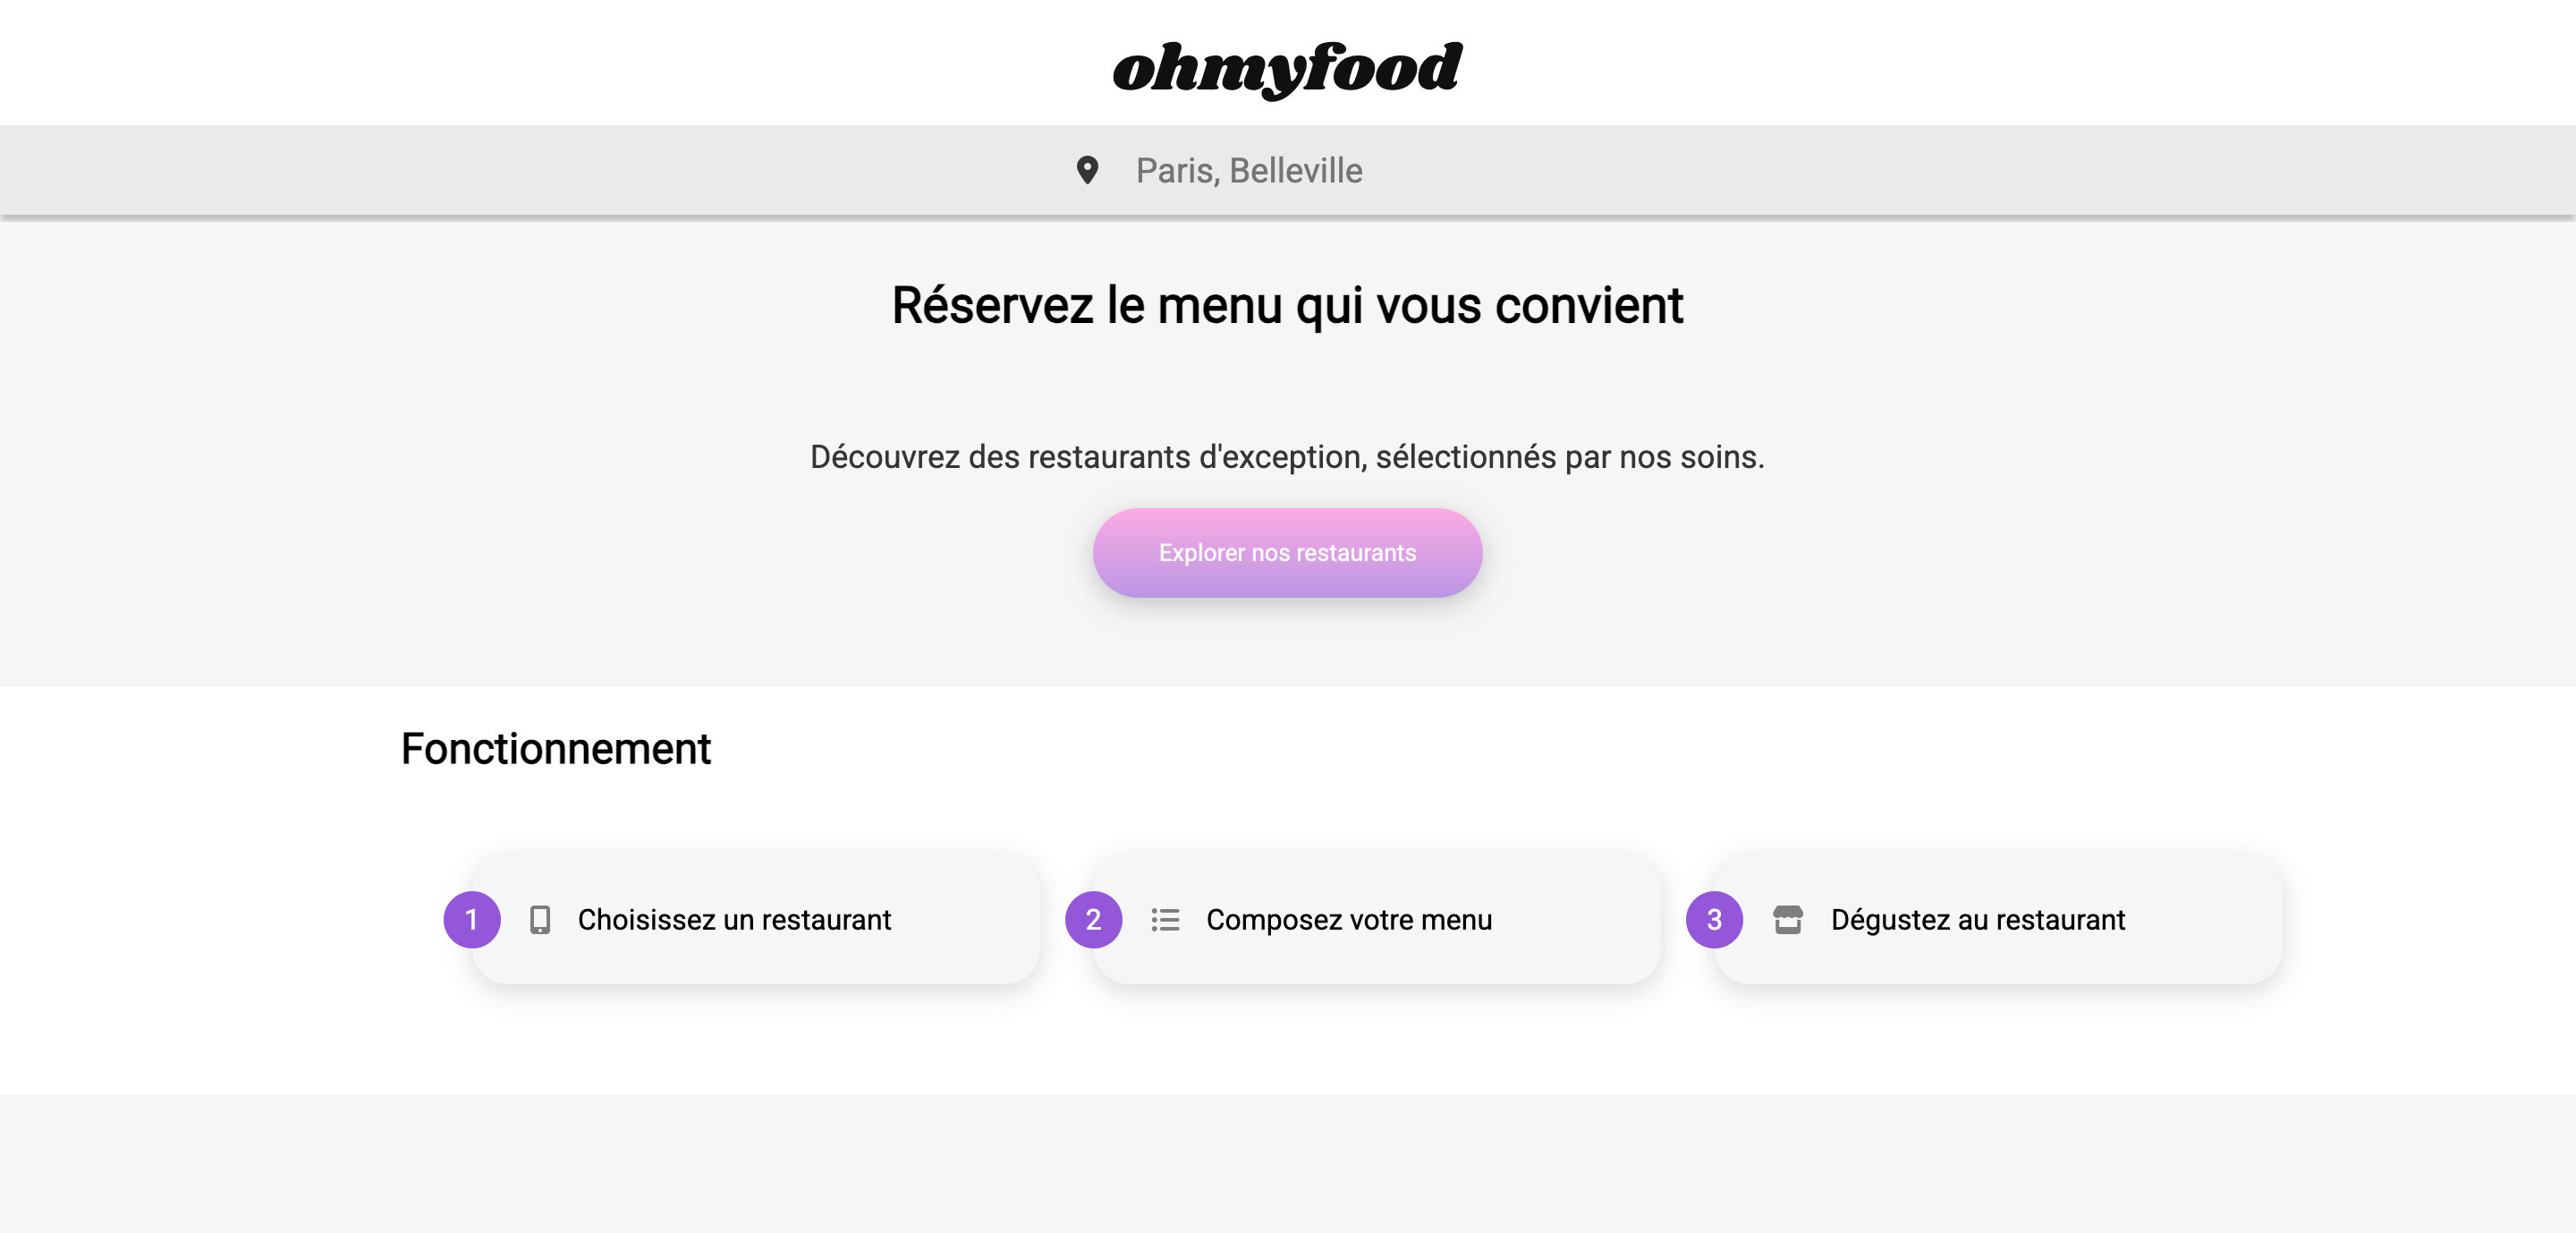 ohmyfood
Paris, Belleville
Réservez le menu qui vous convient
Découvrez des restaurants d'exception, sélectionnés par nos soins.
Explorer nos restaurants
Fonctionnement
1 Choisissez un restaurant
2 Composez votre menu
3 Dégustez au restaurant